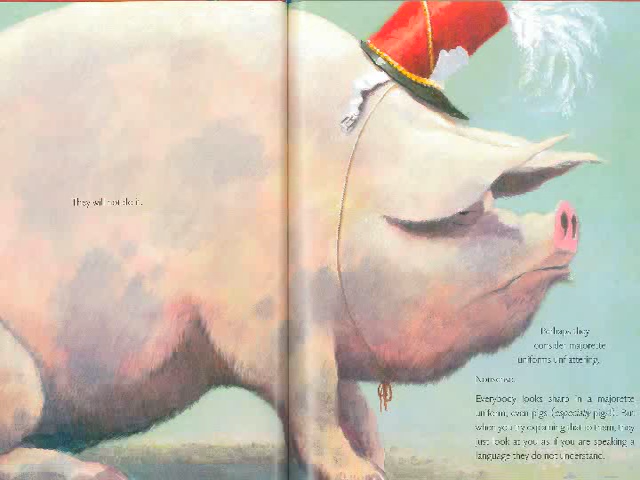 They will not do it.
Perhaps they
consider majorette
uniforms unflattering.
Nonsense.
Everybody looks sharp in a majorette
uniform, even pigs (especially pigs!). But
when you try explaining that to them, they
just look at you as if you are speaking a
language they do not understand.